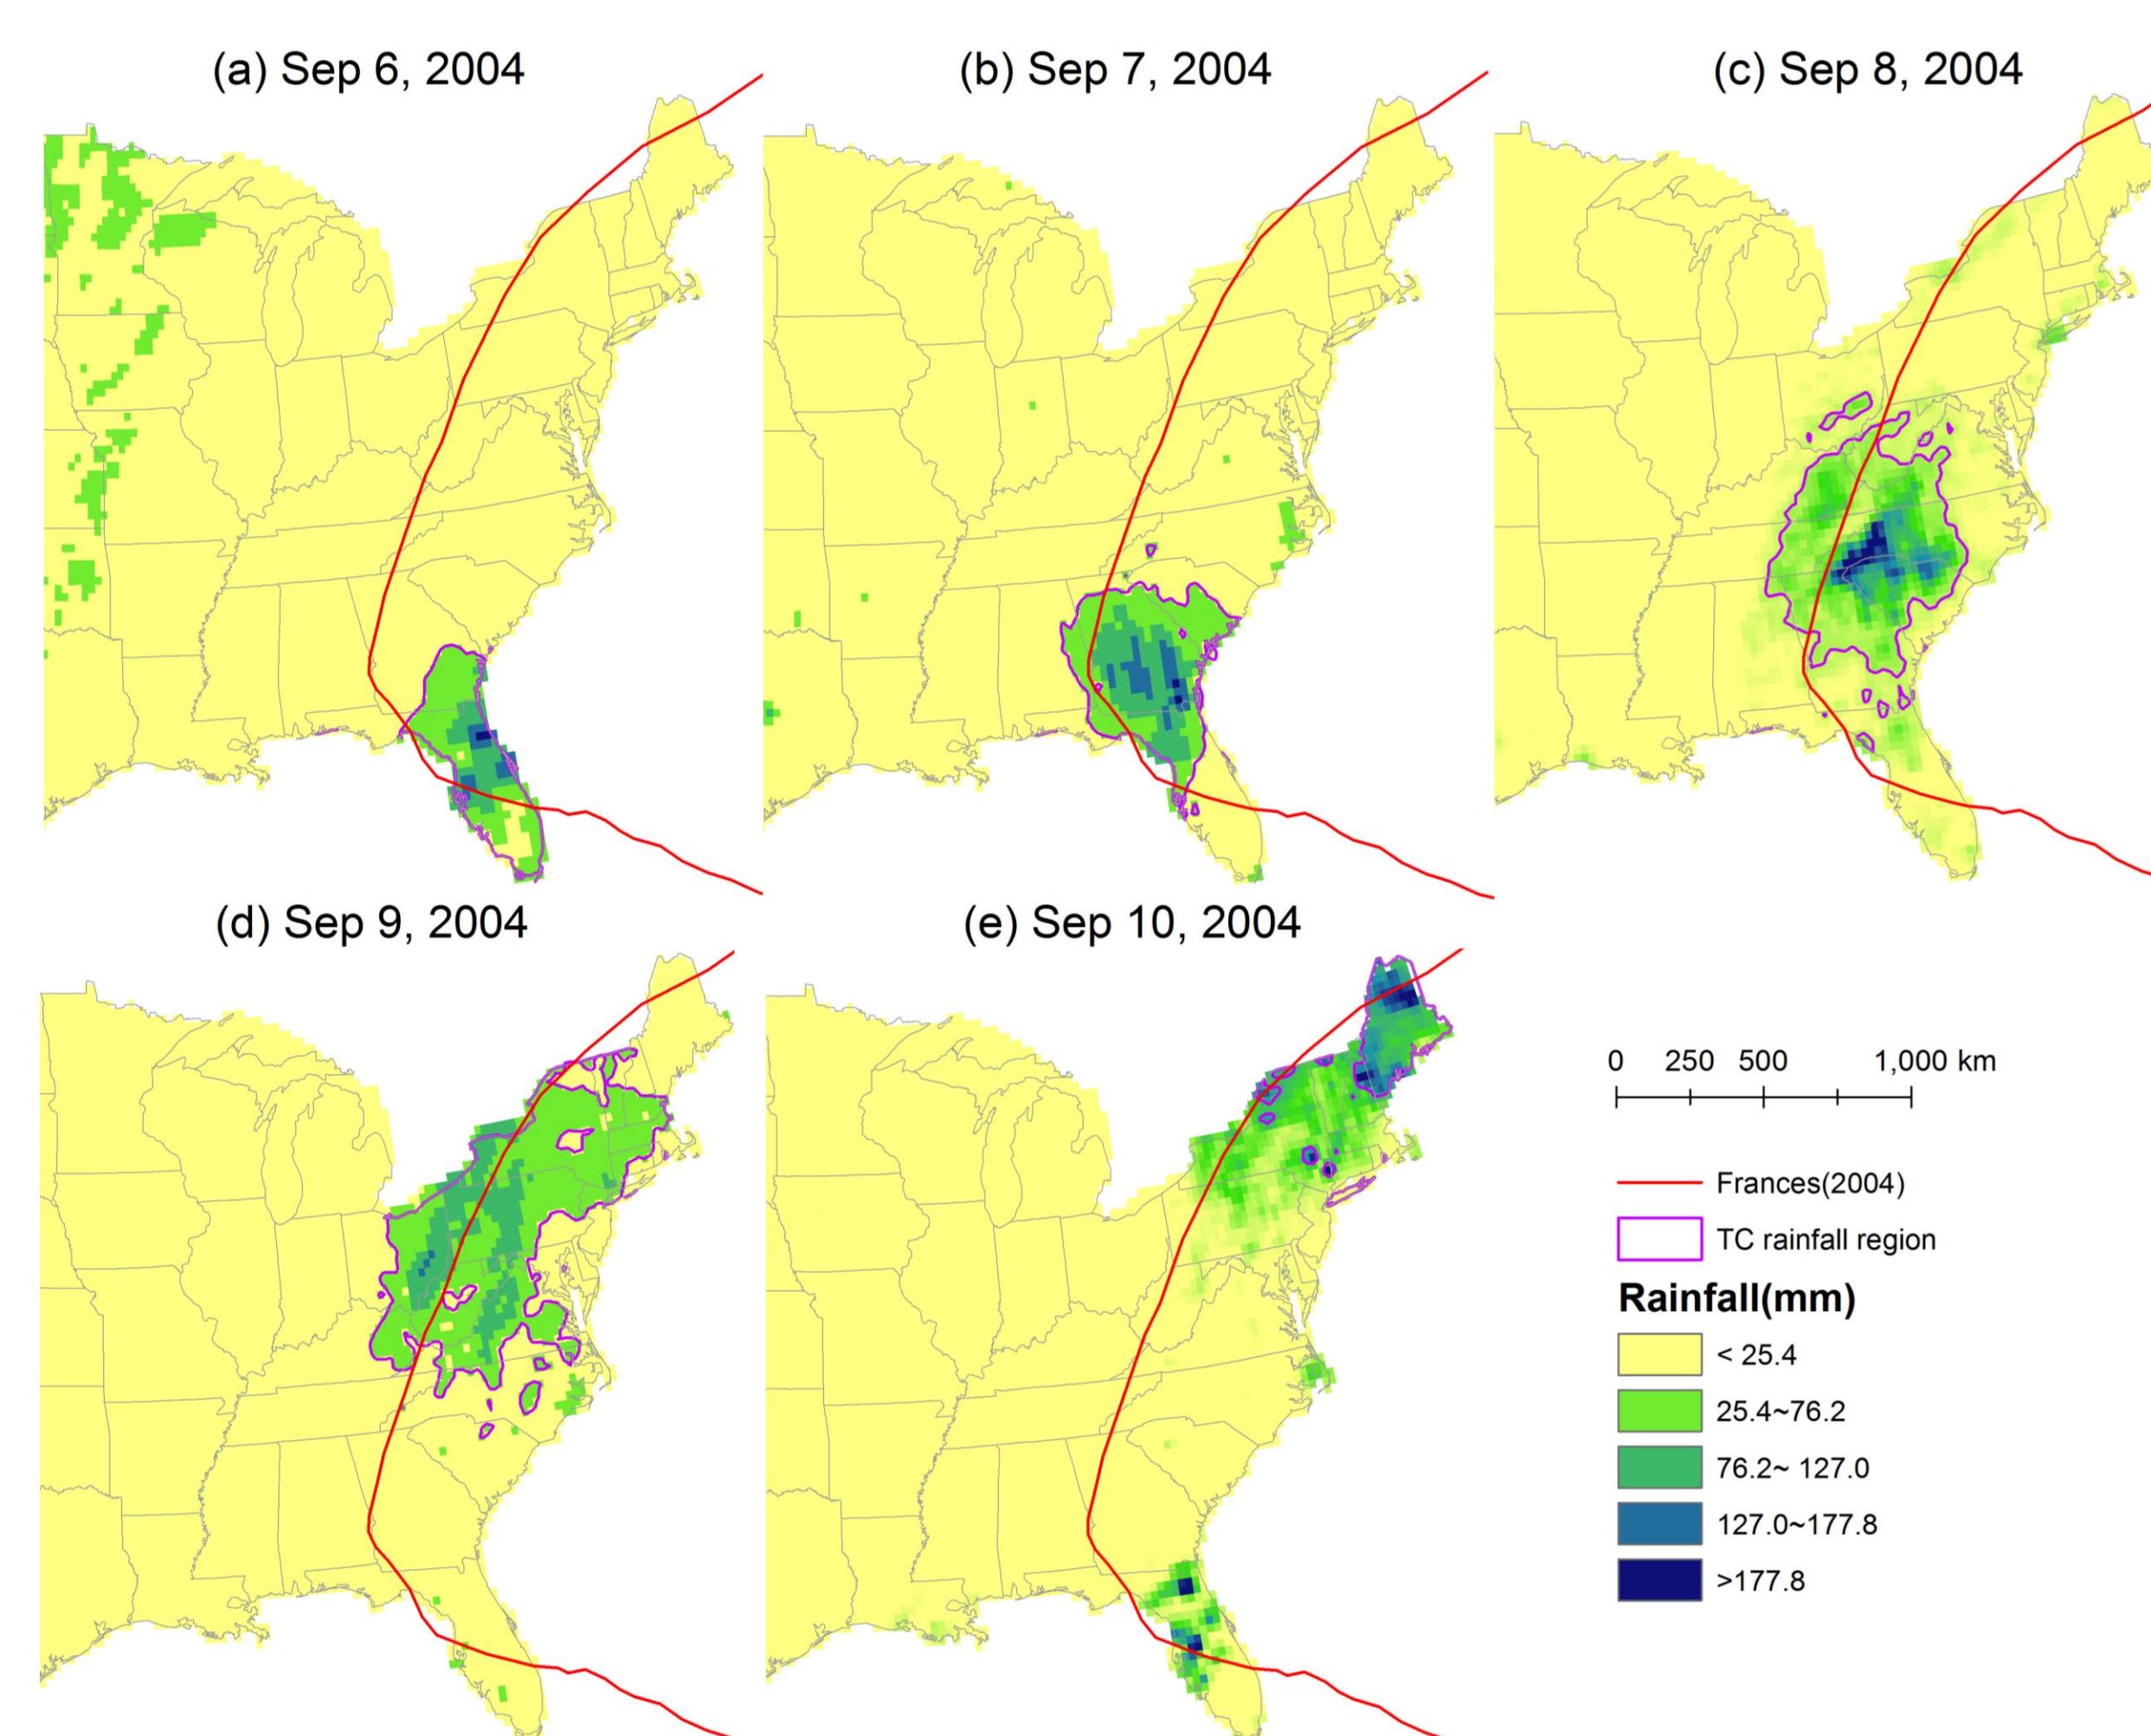 (a) Sep 6, 2004
(b) Sep 7, 2004
(c) Sep 8, 2004
(d) Sep 9, 2004
(e) Sep 10, 2004
0 250 500 1,000 km
Frances(2004)
TC rainfall region
Rainfall(mm)
< 25.4
25.4~76.2
76.2~ 127.0
127.0~177.8
>177.8